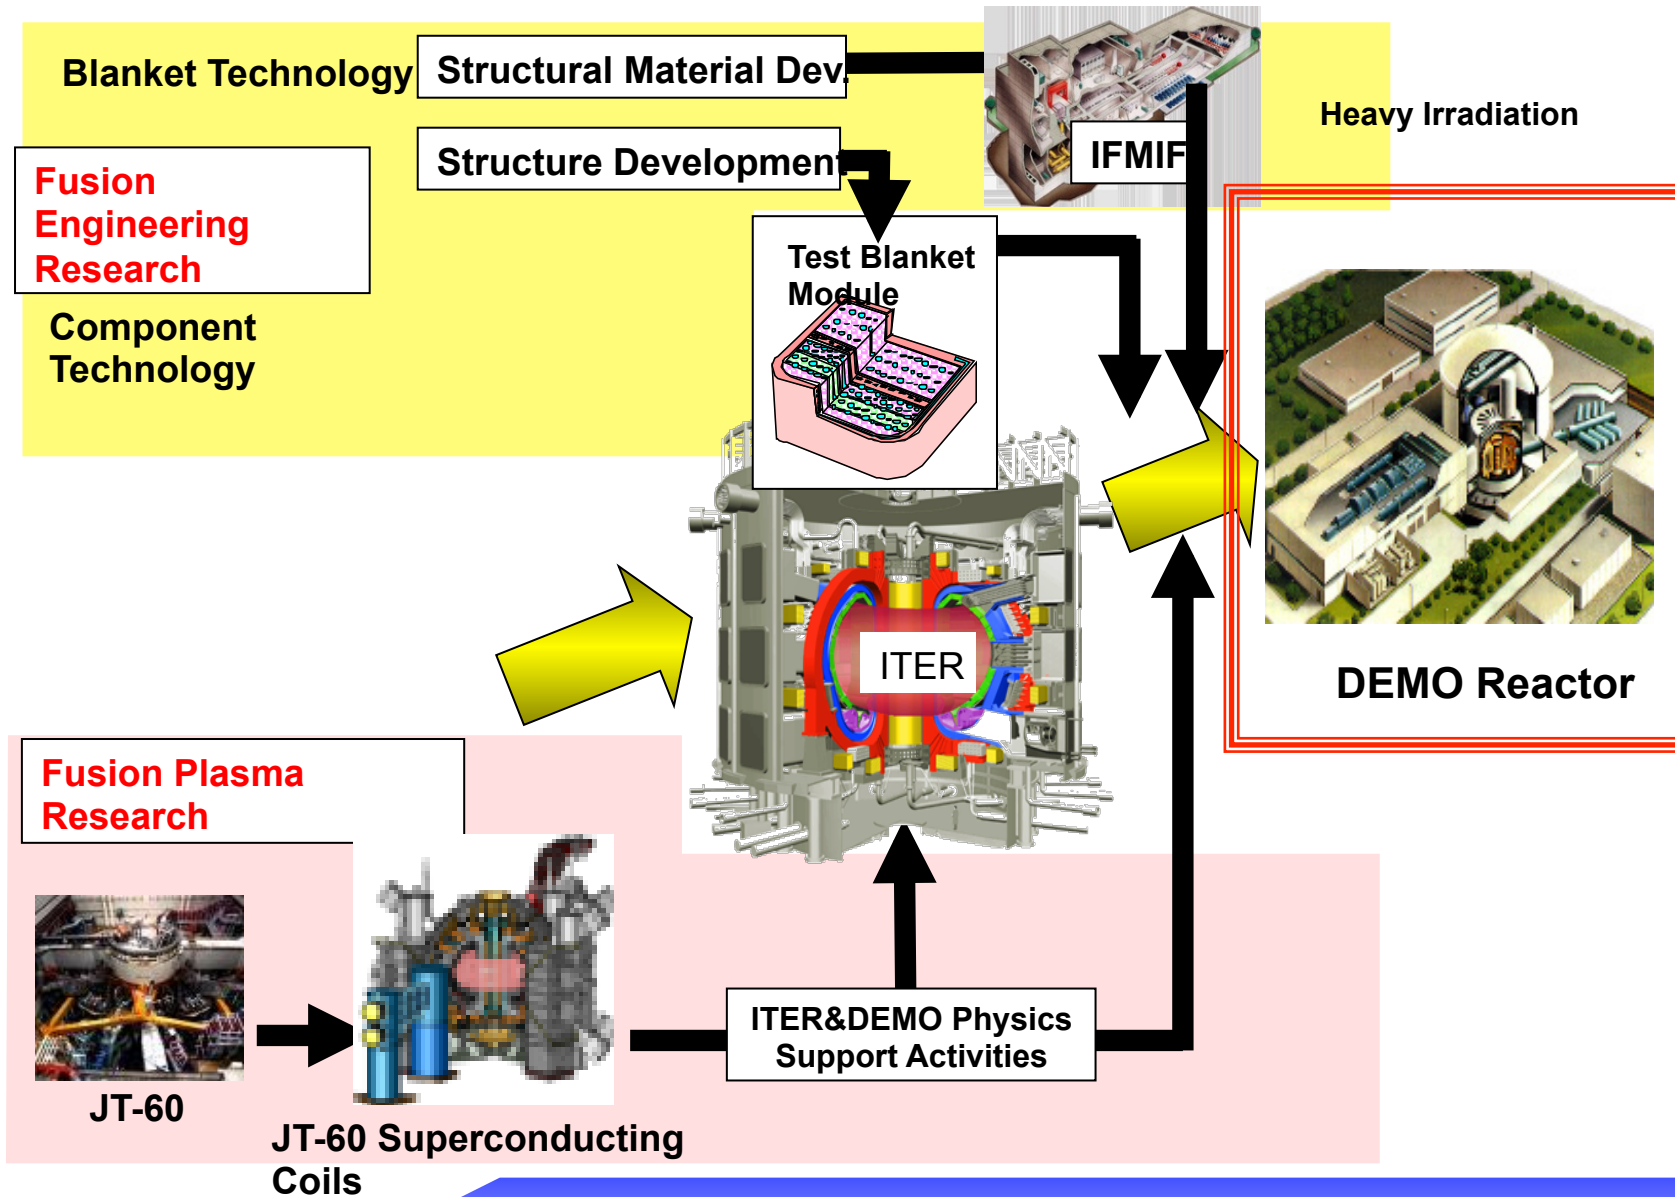 Blanket Technology
Structural Material Dev.
Structure Development
IFMIF
Heavy Irradiation
Fusion
Engineering
Research
Component
Technology
Test Blanket
Module
ITER
DEMO Reactor
Fusion Plasma
Research
JT-60
JT-60 Superconducting
Coils
ITER&DEMO Physics
Support Activities